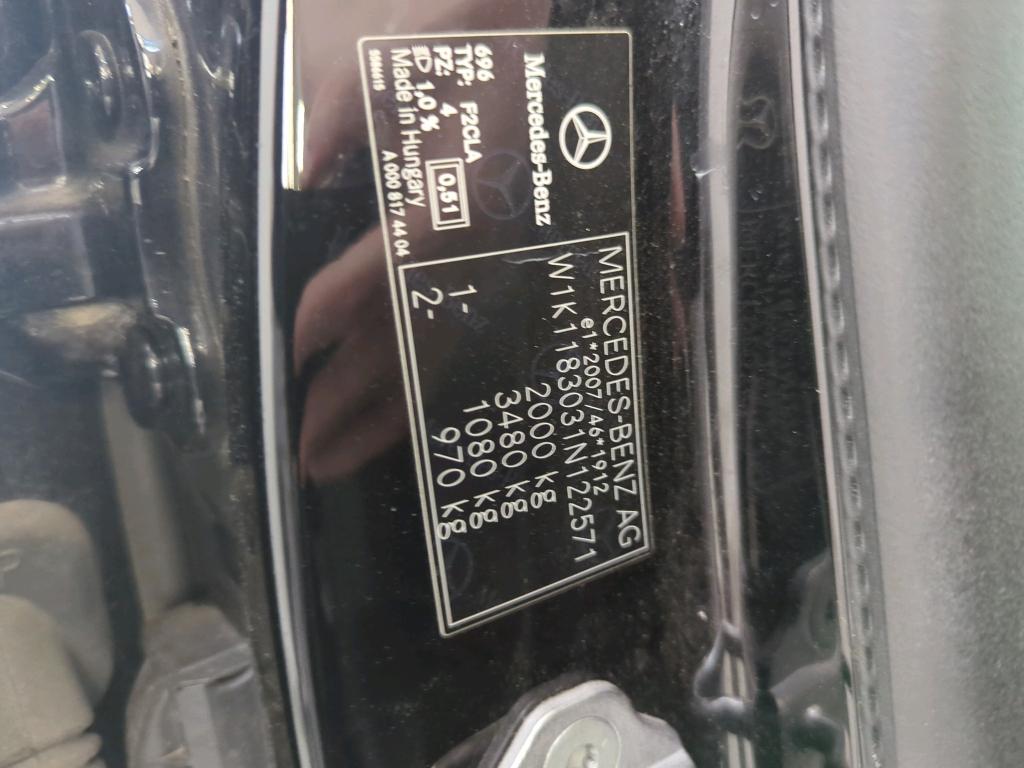 Mercedes-Benz
696
TYP: F2CLA
PZ: 4
1,0 %
0,51
Made in Hungary
A 000 817 44 04
MERCEDES-BENZ AG
e1*2007/46*1912
W1K1183031N122571
2000 kg
3480 kg
1- 1080 kg
2- 970 kg